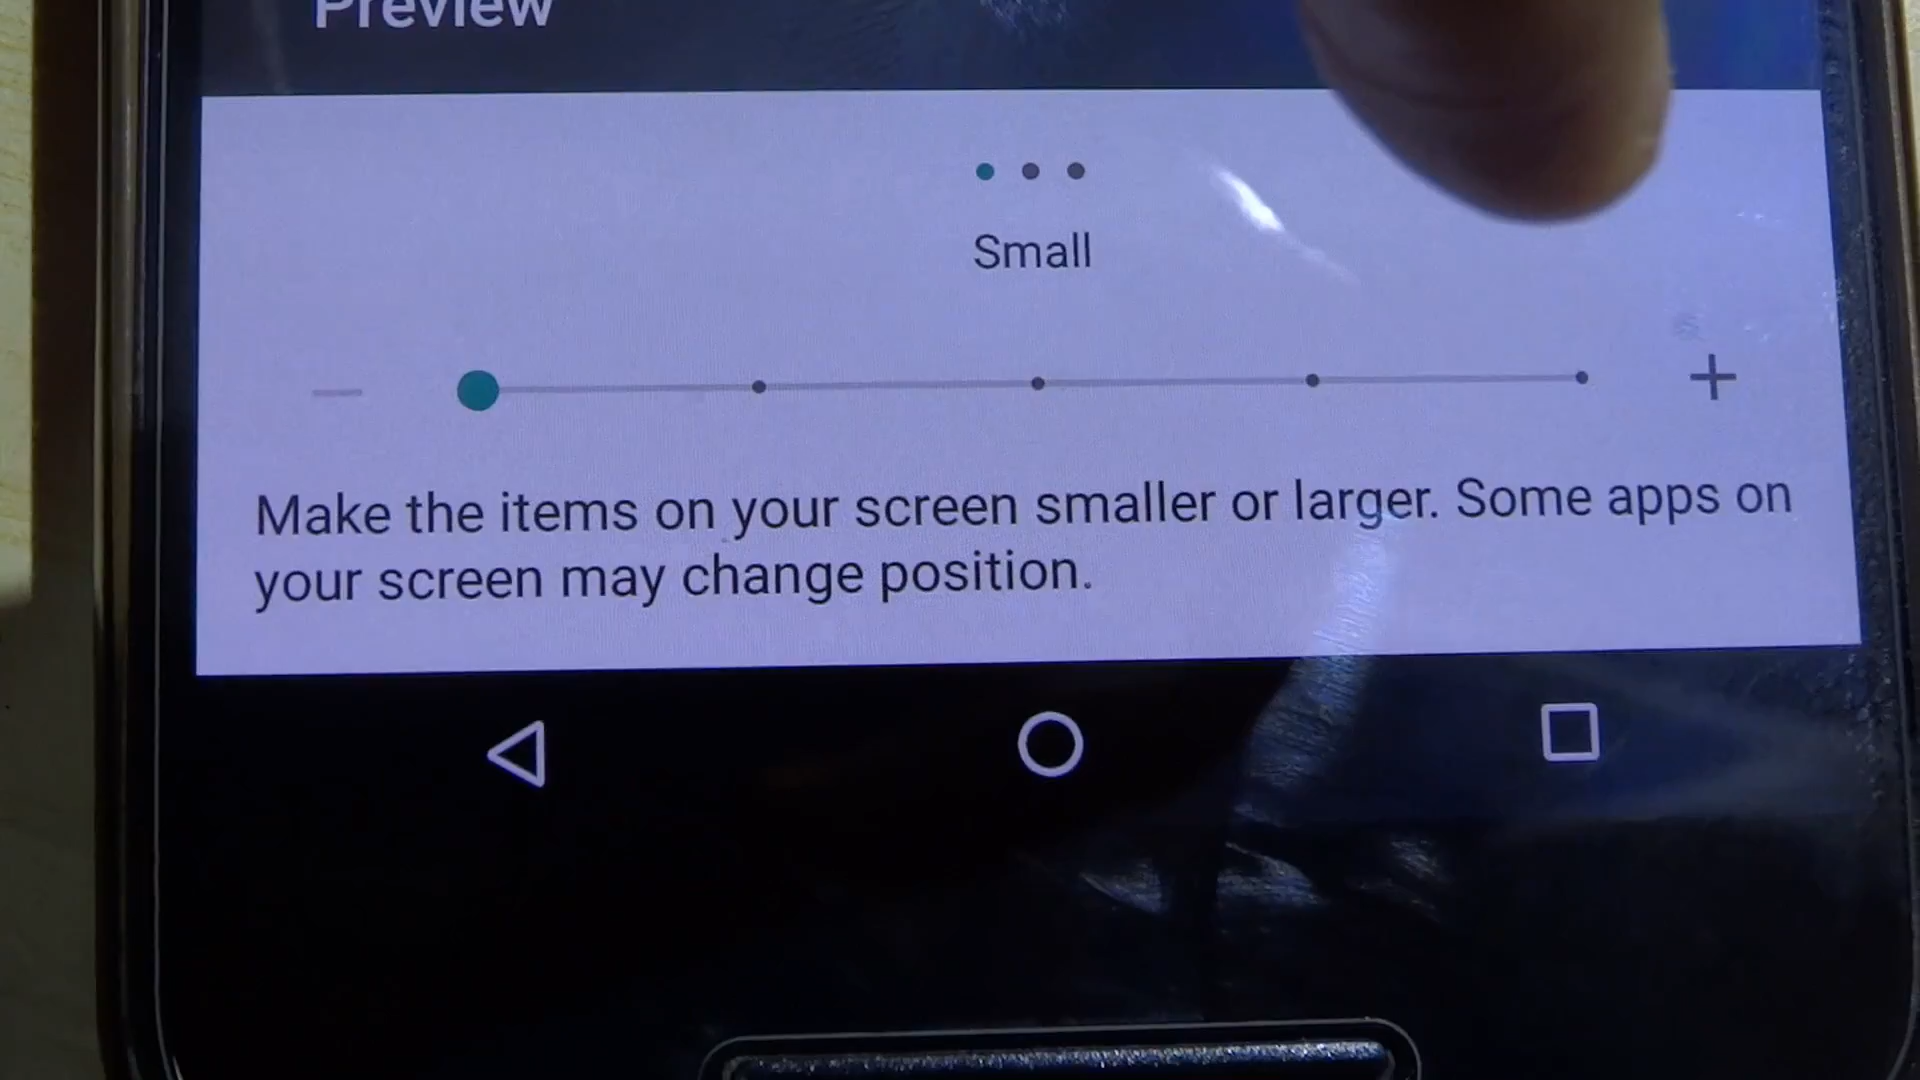 Preview
Small
Make the items on your screen smaller or larger. Some apps on
your screen may change position.